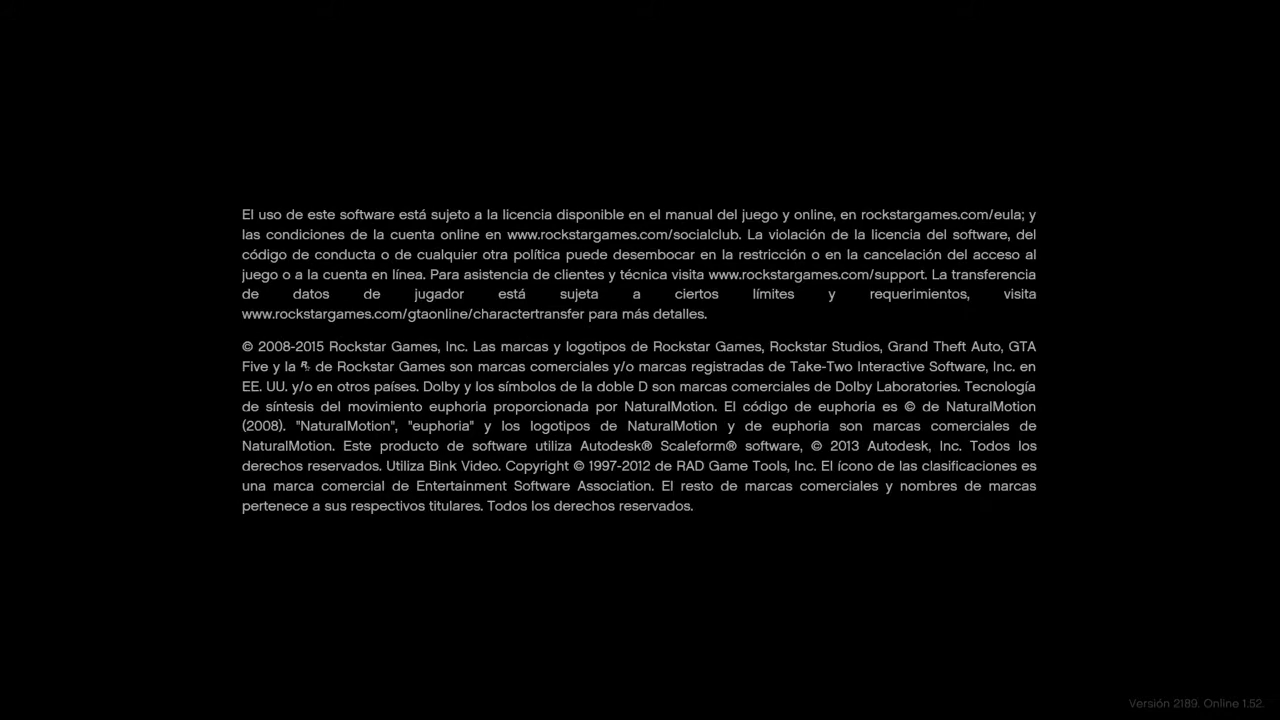 El uso de este software está sujeto a la licencia disponible en el manual del juego y online, en rockstargames.com/eula; y
las condiciones de la cuenta online en www.rockstargames.com/socialclub. La violación de la licencia del software, del
código de conducta o de cualquier otra política puede desembocar en la restricción o en la cancelación del acceso al
juego o a la cuenta en línea. Para asistencia de clientes y técnica visita www.rockstargames.com/support. La transferencia
de datos de jugador está sujeta a ciertos límites y requerimientos, visita
www.rockstargames.com/gtaonline/charactertransfer para más detalles.
© 2008-2015 Rockstar Games, Inc. Las marcas y logotipos de Rockstar Games, Rockstar Studios, Grand Theft Auto, GTA
Five y la R* de Rockstar Games son marcas comerciales y/o marcas registradas de Take-Two Interactive Software, Inc. en
EE. UU. y/o en otros países. Dolby y los símbolos de la doble D son marcas comerciales de Dolby Laboratories. Tecnología
de síntesis del movimiento euphoria proporcionada por NaturalMotion. El código de euphoria es © de NaturalMotion
(2008). "NaturalMotion", "euphoria" y los logotipos de NaturalMotion y de euphoria son marcas comerciales de
NaturalMotion. Este producto de software utiliza Autodesk® Scaleform® software, © 2013 Autodesk, Inc. Todos los
derechos reservados. Utiliza Bink Video. Copyright © 1997-2012 de RAD Game Tools, Inc. El ícono de las clasificaciones es
una marca comercial de Entertainment Software Association. El resto de marcas comerciales y nombres de marcas
pertenece a sus respectivos titulares. Todos los derechos reservados.
Versión 2189. Online 1.52.